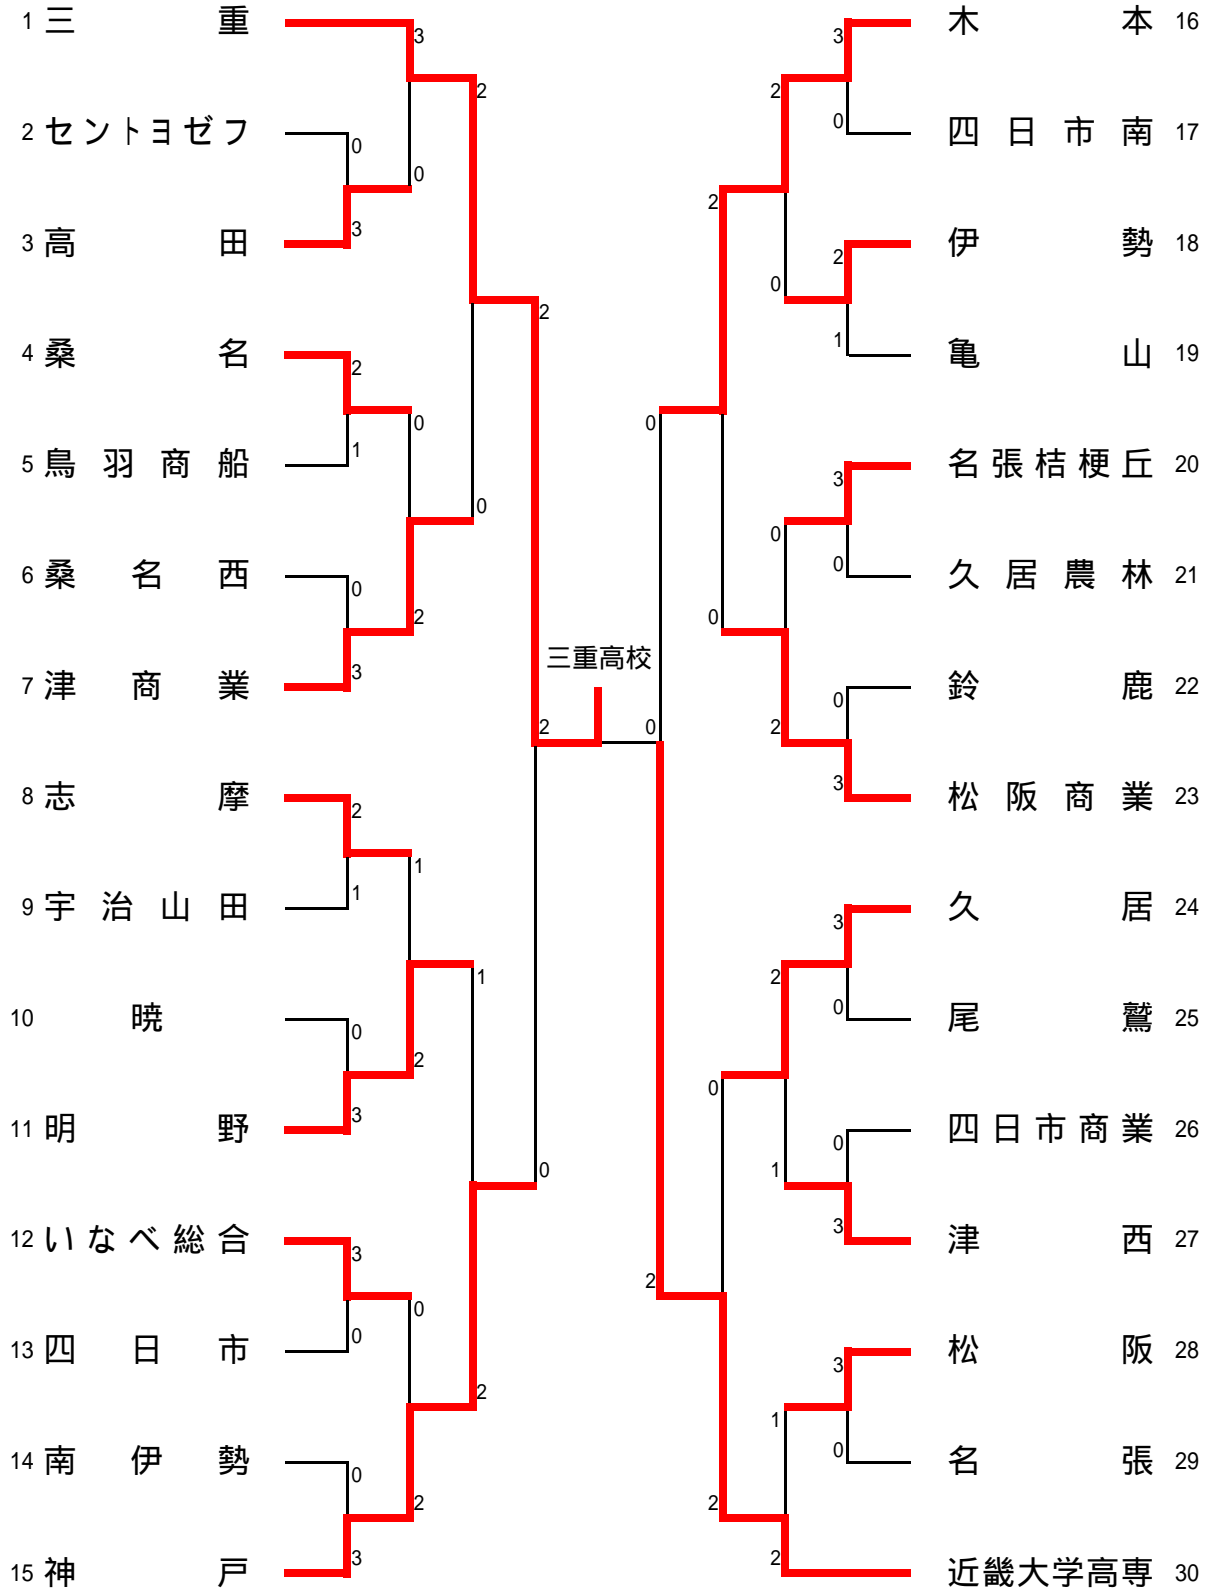 1 三重
3
2
2 セントヨゼフ
0
0
3 高田
3
2
4 桑名
2
0
5 鳥羽商船
1
0
6 桑名西
0
2
7 津商業
3
三重高校
2
0
8 志摩
2
1
9 宇治山田
1
1
10 暁
0
2
11 明野
3
0
12 いなべ総合
3
0
13 四日市
0
2
14 南伊勢
0
2
15 神戸
3
木本 16
3
2
四日市南 17
0
2
伊勢 18
2
0
亀山 19
1
0
名張桔梗丘 20
3
0
久居農林 21
0
0
鈴鹿 22
0
2
松阪商業 23
3
久居 24
3
2
尾鷲 25
0
0
四日市商業 26
0
1
津西 27
3
2
松阪 28
3
1
名張 29
0
2
近畿大学高専 30
2